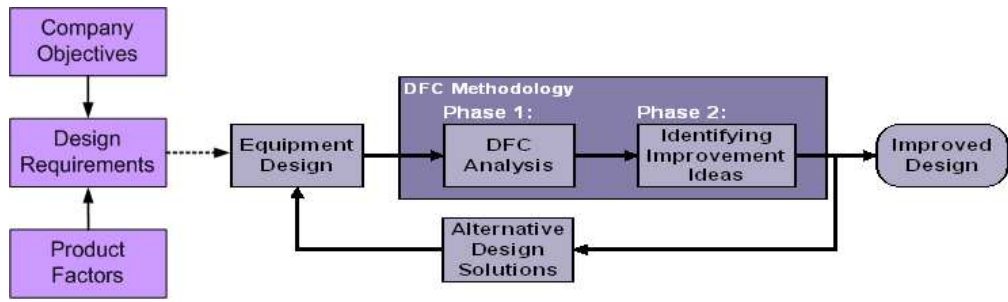 Company
Objectives
Design
Requirements
Product
Factors
Equipment
Design
DFC Methodology
Phase 1:
DFC
Analysis
Phase 2:
Identifying
Improvement
Ideas
Improved
Design
Alternative
Design
Solutions